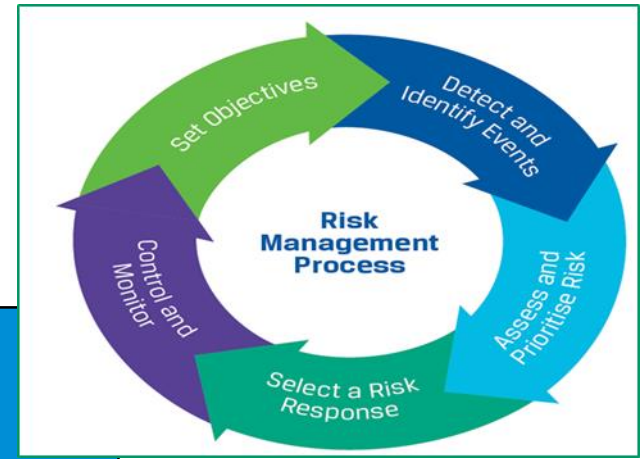 Set Objectives
Detect and
Identify Events
Risk
Management
Process
Assess and
Prioritise Risk
Control and
Monitor
Select a Risk
Response